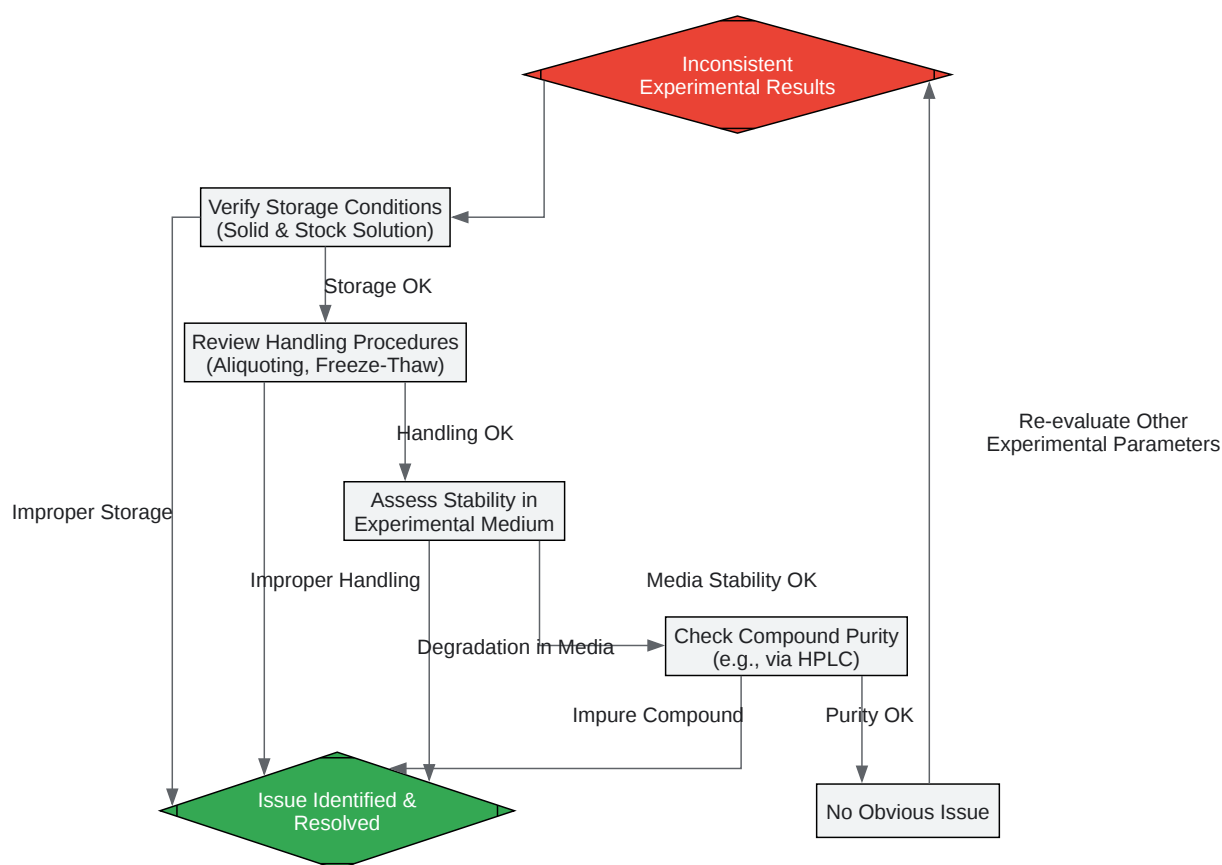 Inconsistent
Experimental Results
Verify Storage Conditions
(Solid & Stock Solution)
Storage OK
Review Handling Procedures
(Aliquoting, Freeze-Thaw)
Re-evaluate Other
Experimental Parameters
Handling OK
Assess Stability in
Experimental Medium
Improper Storage
Improper Handling
Media Stability OK
Degradation in Media
Check Compound Purity
(e.g., via HPLC)
Impure Compound
Purity OK
Issue Identified &
Resolved
No Obvious Issue